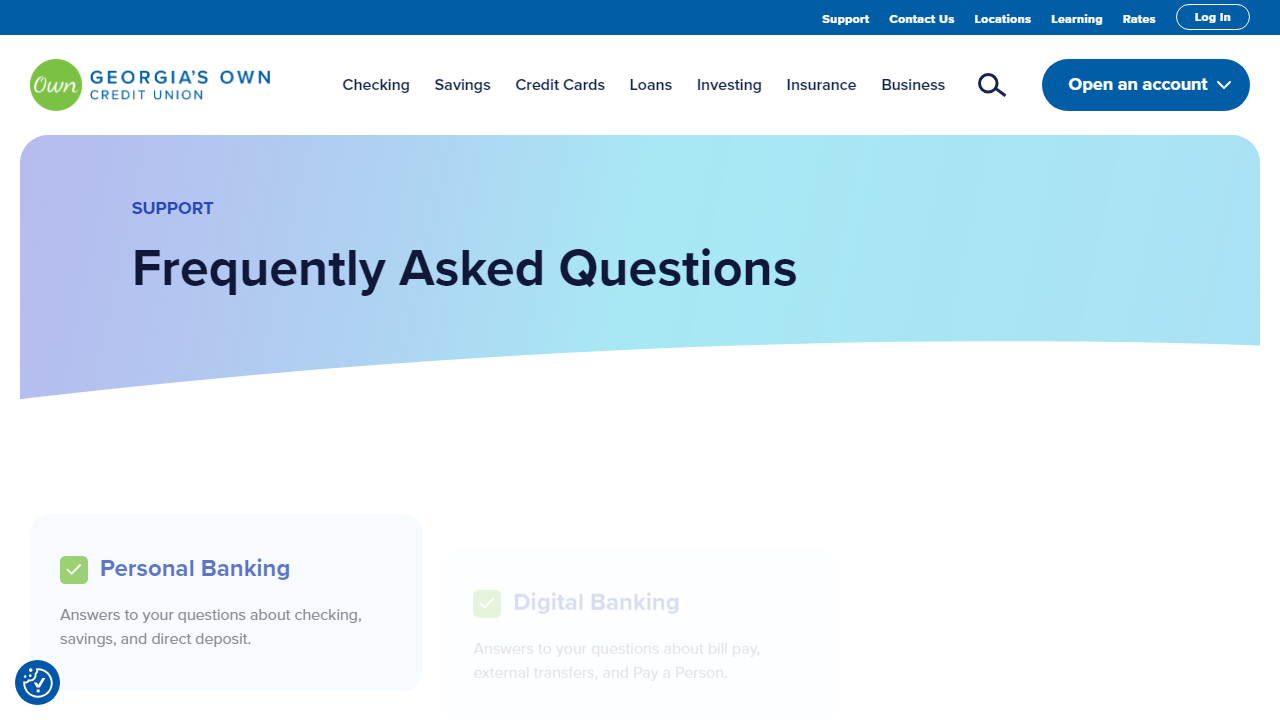 Support Contact Us Locations Learning Rates Log In
Own GEORGIA'S OWN
CREDIT UNION
Checking Savings Credit Cards Loans Investing Insurance Business Open an account
SUPPORT
Frequently Asked Questions
Personal Banking
Answers to your questions about checking,
savings, and direct deposit.
Digital Banking
Answers to your questions about bill pay,
external transfers, and Pay a Person.